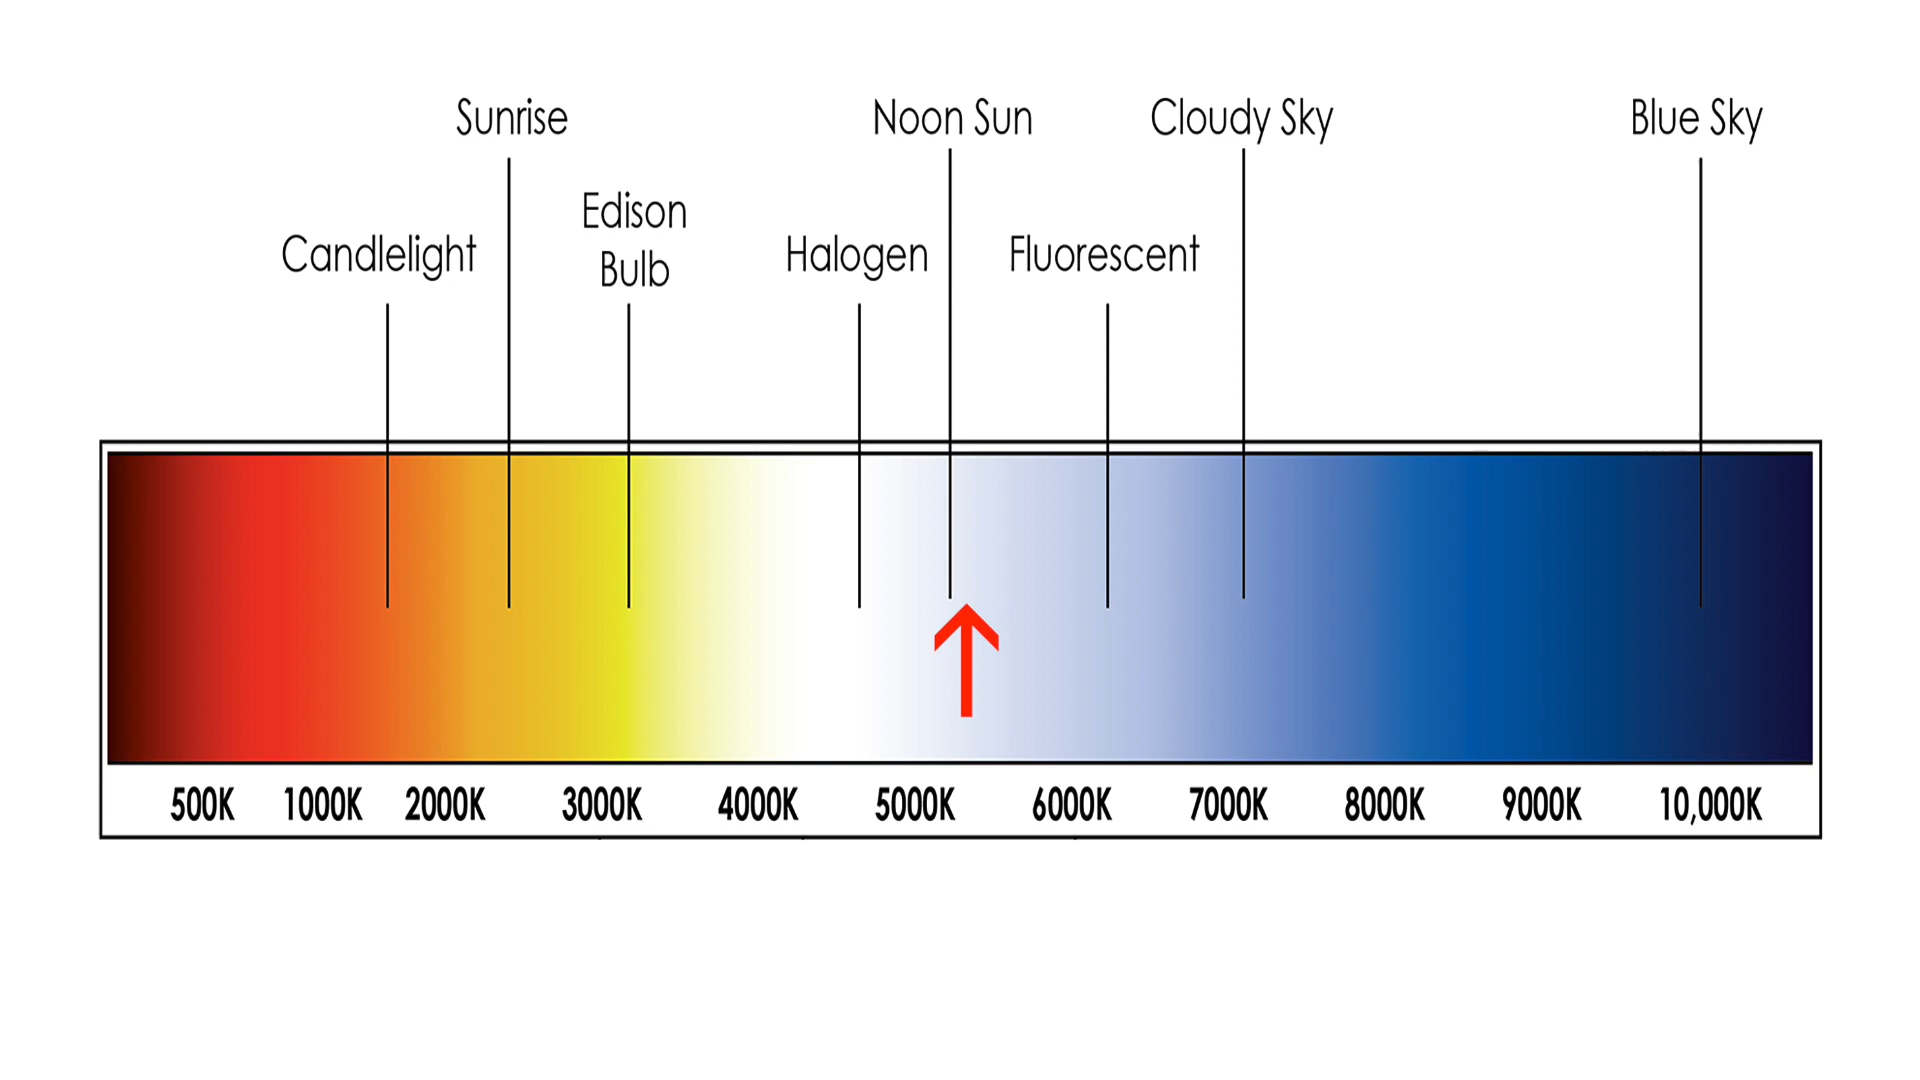 Sunrise
Noon Sun
Cloudy Sky
Blue Sky
Edison
Bulb
Candlelight
Halogen
Fluorescent
500K
1000K
2000K
3000K
4000K
5000K
6000K
7000K
8000K
9000K
10,000K